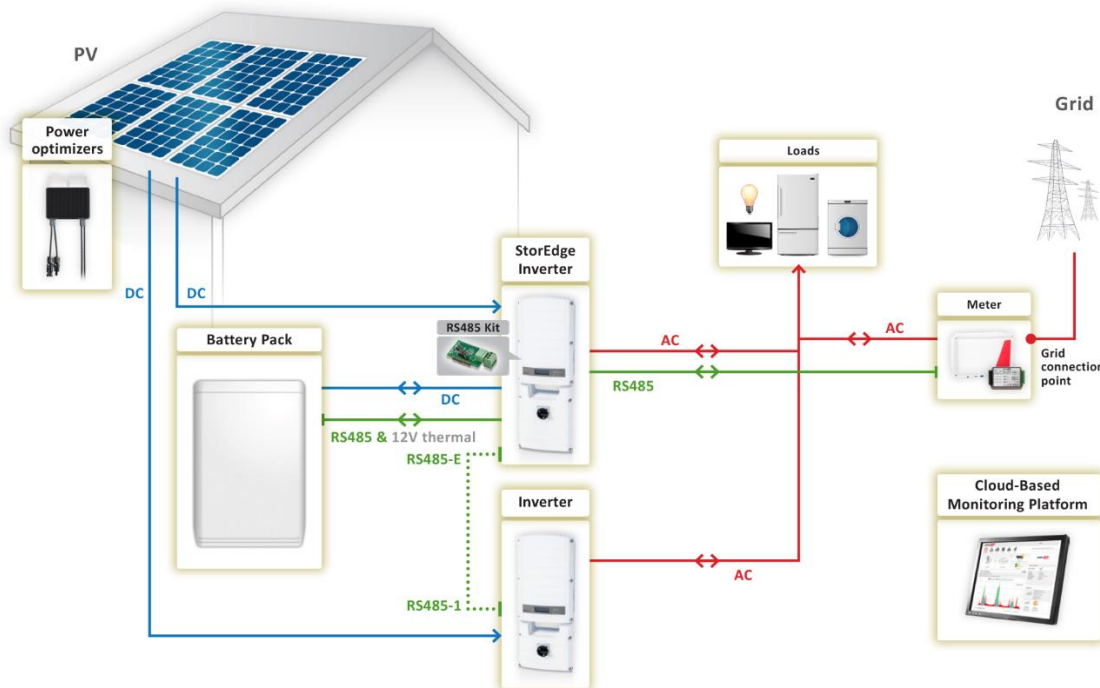 PV
Grid
Power
optimizers
Loads
StorEdge
Inverter
DC
DC
Meter
Battery Pack
RS485 Kit
AC
AC
Grid
connection
point
RS485
DC
RS485 & 12V thermal
RS485-E
Inverter
Cloud-Based
Monitoring Platform
AC
RS485-1
DC